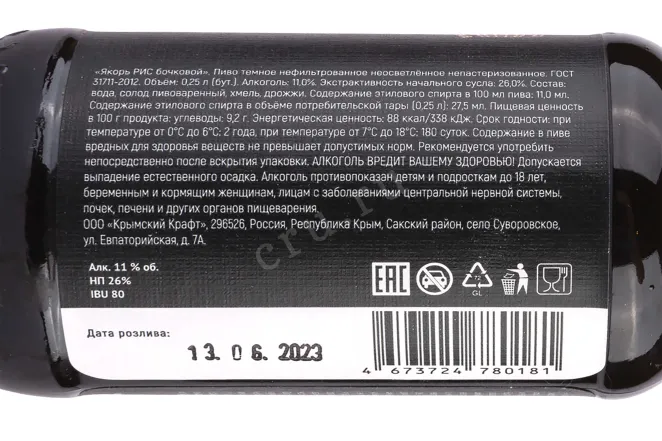 «Якорь РИС бочковой». Пиво темное нефильтрованное неосветлённое непастеризованное. ГОСТ
31711-2012. Объём: 0,25 л (бут.). Алкоголь: 11,0%. Экстрактивность начального сусла: 26,0%. Состав:
вода, солод пивоваренный, хмель, дрожжи. Содержание этилового спирта в 100 мл пива: 11,0 мл.
Содержание этилового спирта в объёме потребительской тары (0,25 л): 27,5 мл. Пищевая ценность
в 100 г продукта: углеводы: 9,2 г. Энергетическая ценность: 88 ккал/338 кДж. Срок годности: при
температуре от 0°С до 6°С: 2 года, при температуре от 7°С до 18°С: 180 суток. Содержание в пиве
вредных для здоровья веществ не превышает допустимых норм. Рекомендуется употребить
непосредственно после вскрытия упаковки. АЛКОГОЛЬ ВРЕДИТ ВАШЕМУ ЗДОРОВЬЮ! Допускается
выпадение естественного осадка. Алкоголь противопоказан детям и подросткам до 18 лет,
беременным и кормящим женщинам, лицам с заболеваниями центральной нервной системы,
почек, печени и других органов пищеварения.
ООО «Крымский Крафт», 296526, Россия, Республика Крым, Сакский район, село Суворовское,
ул. Евпаторийская, д. 7А.
Алк. 11 % об.
НП 26%
IBU 80
EAC
GL
Дата розлива:
13.06.2023
4 673724 780181 >